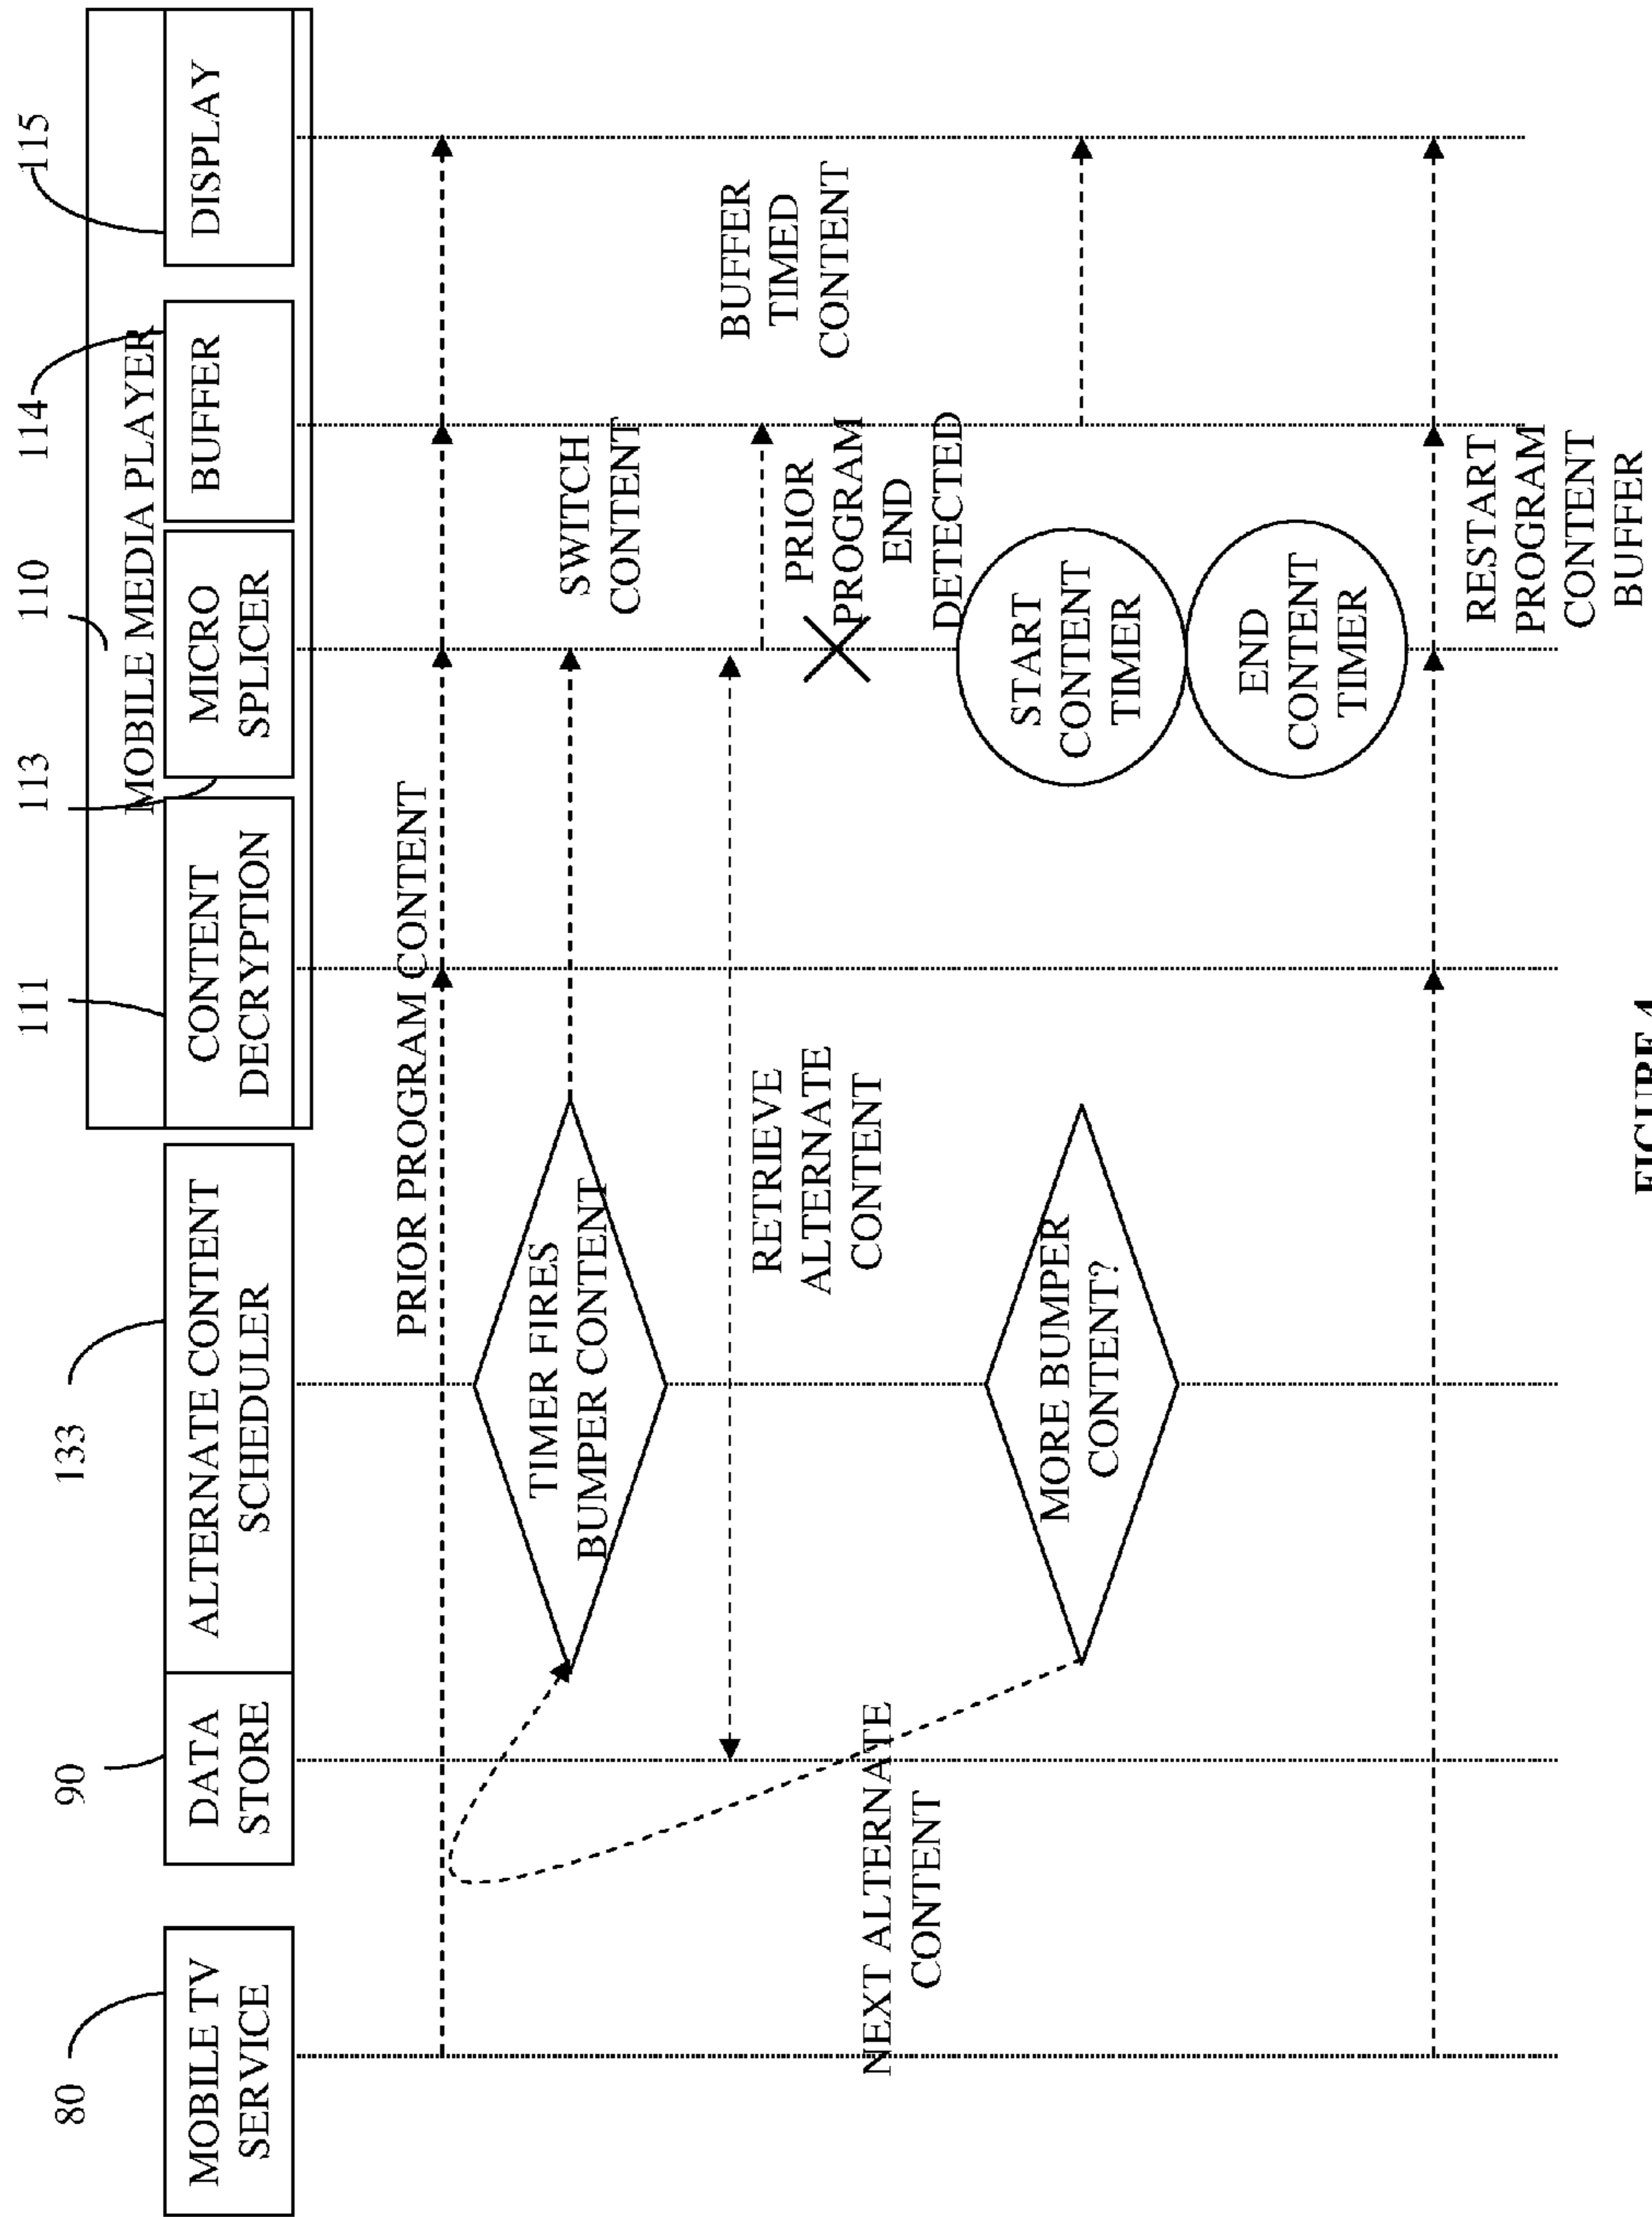 80
90
133
111
113
110
114
115
MOBILE MEDIA PLAYER
MOBILE TV
SERVICE
DATA
STORE
ALTERNATE CONTENT
SCHEDULER
CONTENT
DECRYPTION
MICRO
SPLICER
BUFFER
DISPLAY
PRIOR PROGRAM CONTENT
TIMER FIRES
BUMPER CONTENT
SWITCH
CONTENT
RETRIEVE
ALTERNATE
CONTENT
BUFFER
TIMED
CONTENT
PRIOR
PROGRAM
END
DETECTED
NEXT ALTERNATE
CONTENT
MORE BUMPER
CONTENT?
START
CONTENT
TIMER
END
CONTENT
TIMER
RESTART
PROGRAM
CONTENT
BUFFER
FIGURE 4